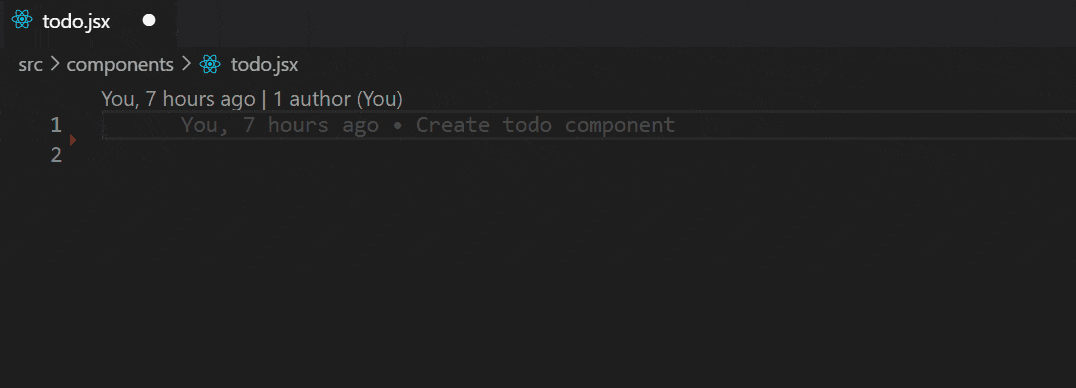 todo.jsx
src > components > todo.jsx
You, 7 hours ago | 1 author (You)
1 You, 7 hours ago • Create todo component
2